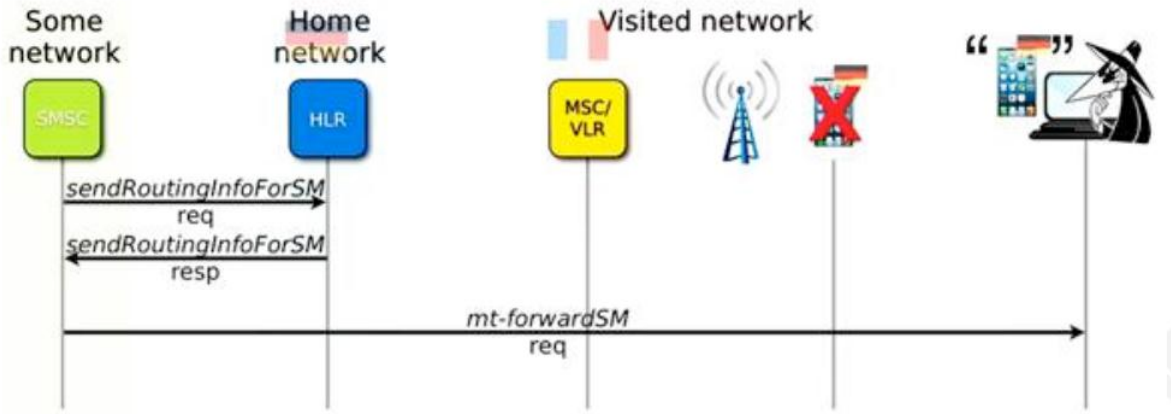 Some
network
Home
network
Visited network
“ ”
SMSC
HLR
MSC/
VLR
sendRoutingInfoForSM
req
sendRoutingInfoForSM
resp
mt-forwardSM
req